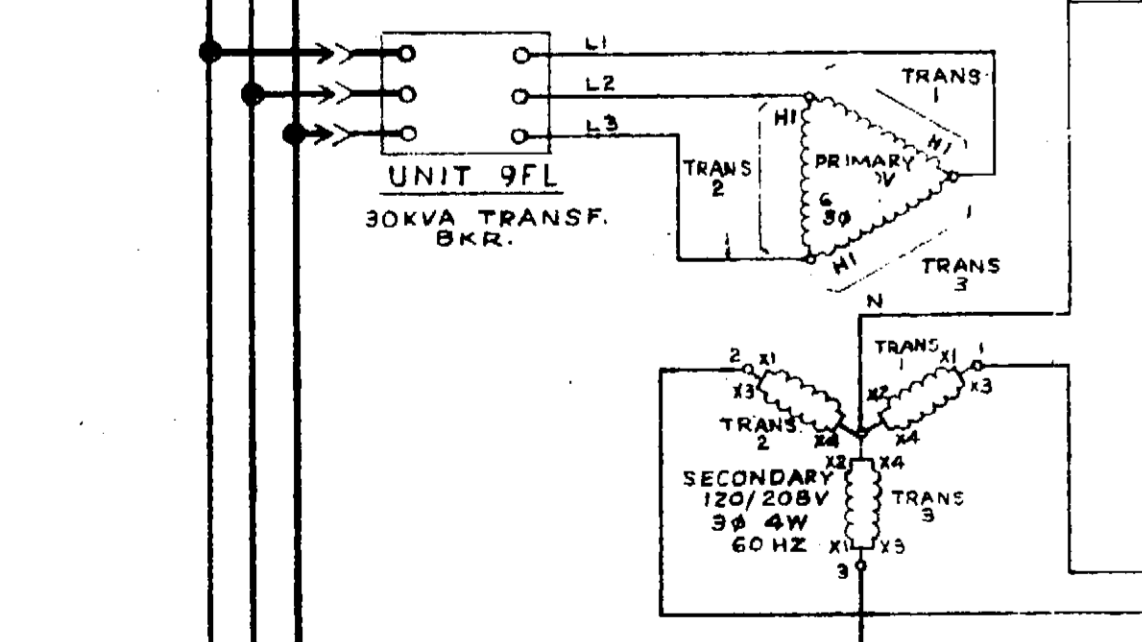 L1
L2
L3
UNIT 9FL
30KVA TRANSF.
BKR.
TRANS
1
H1
H1
PRIMARY
V
3Ø
TRANS
2
H1
TRANS
3
N
2
X1
X3
TRANS.
2
X4
TRANS
1
X1
1
X2
X3
X4
X2
X4
SECONDARY
120/208V
3Ø 4W
60 HZ
TRANS
3
X1
X3
3